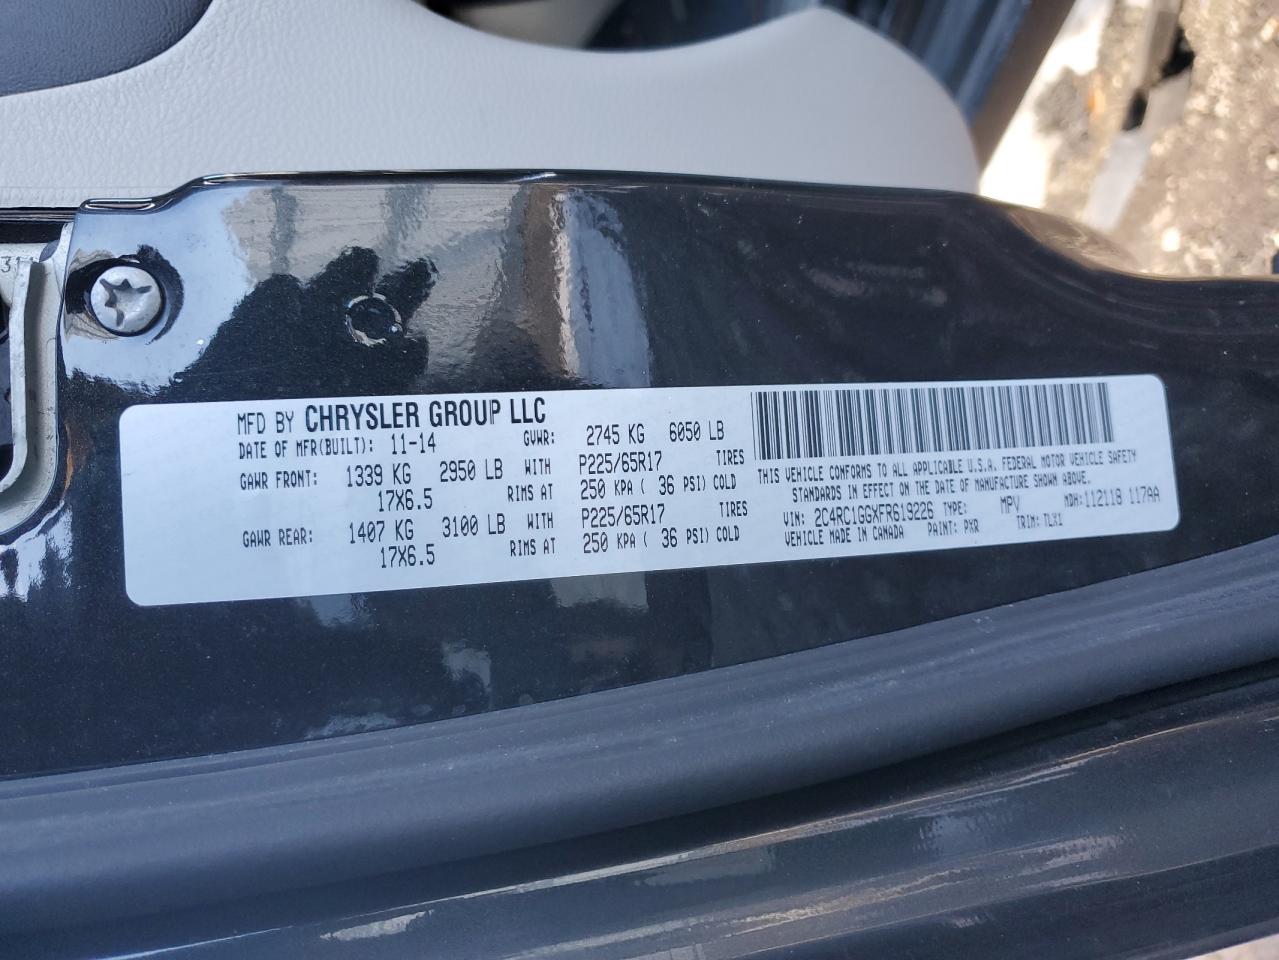 MFD BY CHRYSLER GROUP LLC
DATE OF MFR(BUILT): 11-14 GVWR: 2745 KG 6050 LB
GAWR FRONT: 1339 KG 2950 LB WITH P225/65R17 TIRES
17X6.5 RIMS AT 250 KPA ( 36 PSI) COLD
GAWR REAR: 1407 KG 3100 LB WITH P225/65R17 TIRES
17X6.5 RIMS AT 250 KPA ( 36 PSI) COLD
THIS VEHICLE CONFORMS TO ALL APPLICABLE U.S.A. FEDERAL MOTOR VEHICLE SAFETY
STANDARDS IN EFFECT ON THE DATE OF MANUFACTURE SHOWN ABOVE.
VIN: 2C4RC1GGXFR619226 TYPE: MPV MDH:112118 117AA
VEHICLE MADE IN CANADA PAINT: PXR TRIM: TLX1